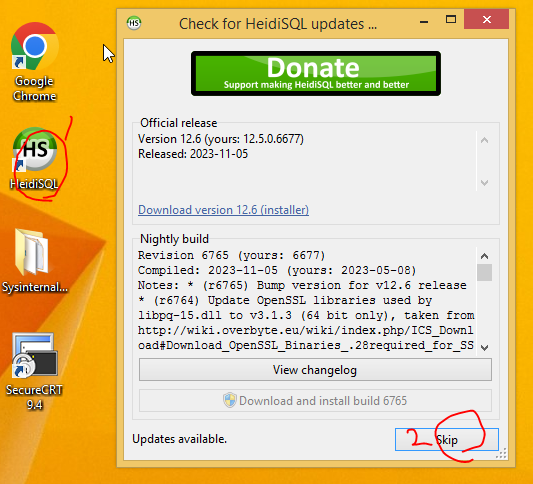 Google
Chrome
1
HS
HeidiSQL
Sysinternal...
SecureCRT
9.4
HS
Check for HeidiSQL updates ...
Donate
Support making HeidiSQL better and better
Official release
Version 12.6 (yours: 12.5.0.6677)
Released: 2023-11-05
Download version 12.6 (installer)
Nightly build
Revision 6765 (yours: 6677)
Compiled: 2023-11-05 (yours: 2023-05-08)
Notes: * (r6765) Bump version for v12.6 release
* (r6764) Update OpenSSL libraries used by
libpq-15.dll to v3.1.3 (64 bit only), taken from
http://wiki.overbyte.eu/wiki/index.php/ICS_Downl
oad#Download_OpenSSL_Binaries_.28required_for_SS
View changelog
Download and install build 6765
Updates available.
2 Skip